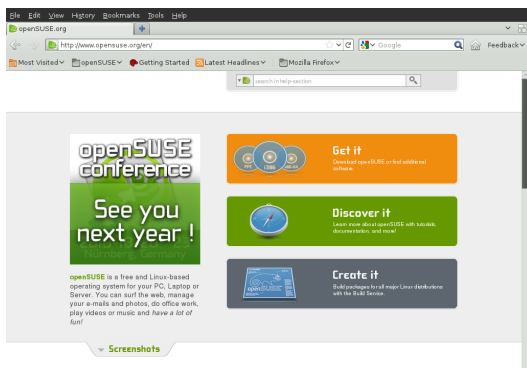 File Edit View History Bookmarks Tools Help
openSUSE.org
http://www.opensuse.org/en/
Google
Feedback
Most Visited openSUSE Getting Started Latest Headlines Mozilla Firefox
search in help-section
openSUSE
conference
See you
next year !
Nürnberg, Germany
openSUSE is a free and Linux-based
operating system for your PC, Laptop or
Server. You can surf the web, manage
your e-mails and photos, do office work,
play videos or music and have a lot of
fun!
Get it
Download openSUSE or find additional
software.
Discover it
Learn more about openSUSE with tutorials,
documentation, and more!
Create it
Build packages for all major Linux distributions
with the Build Service.
Screenshots